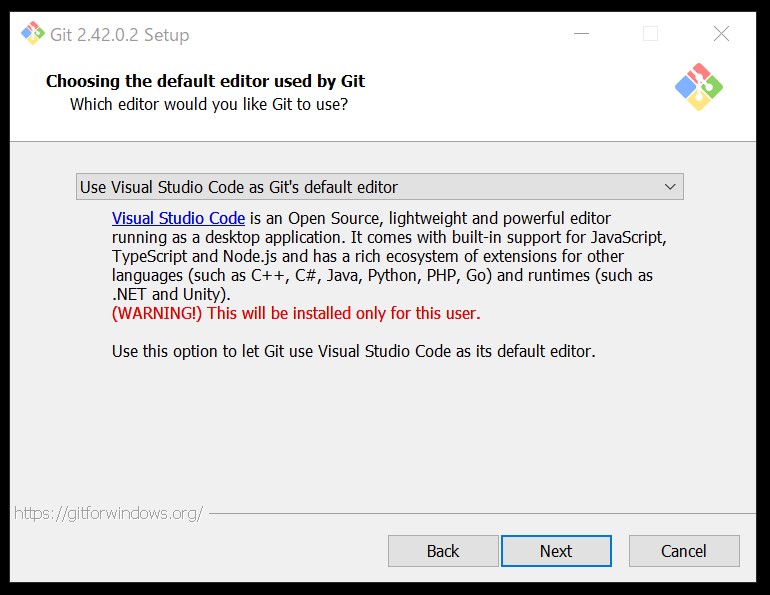 Git 2.42.0.2 Setup
Choosing the default editor used by Git
Which editor would you like Git to use?
Use Visual Studio Code as Git's default editor
Visual Studio Code is an Open Source, lightweight and powerful editor
running as a desktop application. It comes with built-in support for JavaScript,
TypeScript and Node.js and has a rich ecosystem of extensions for other
languages (such as C++, C#, Java, Python, PHP, Go) and runtimes (such as
.NET and Unity).
(WARNING!) This will be installed only for this user.
Use this option to let Git use Visual Studio Code as its default editor.
https://gitforwindows.org/
Back
Next
Cancel